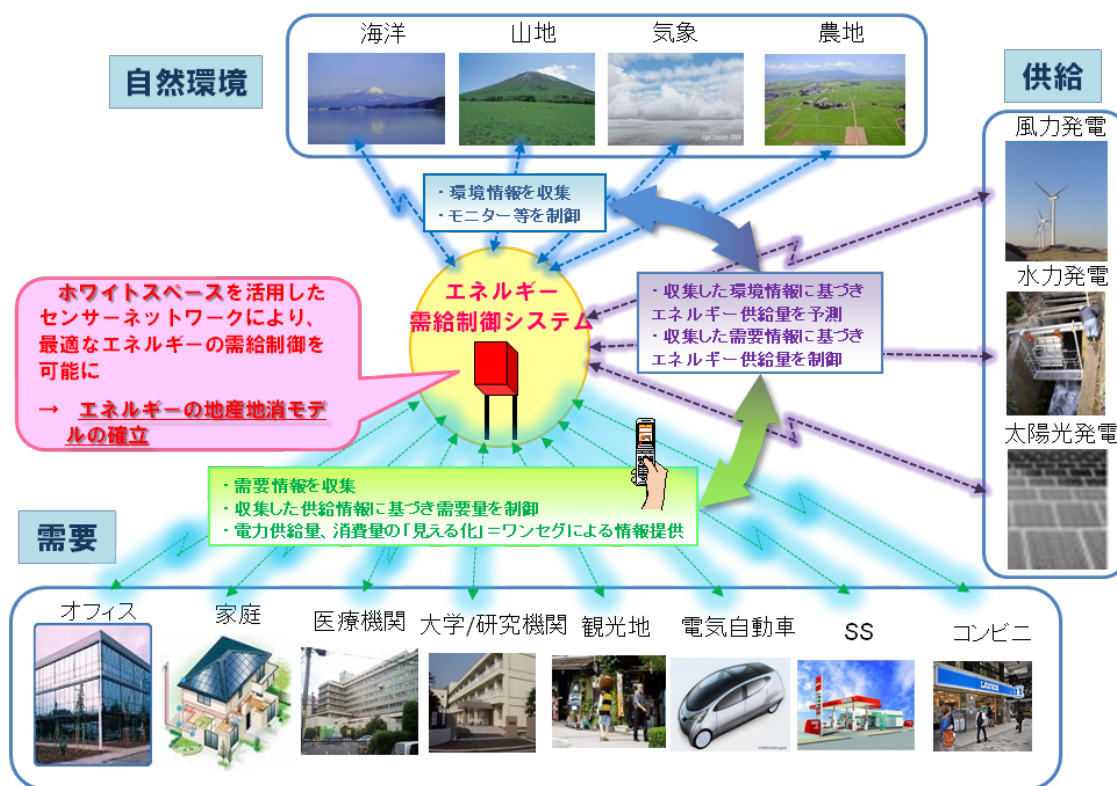 海洋
山地
気象
農地
自然環境
供給
風力発電
・環境情報を収集
・モニター等を制御
水力発電
エネルギー
需給制御システム
・収集した環境情報に基づき
エネルギー供給量を予測
・収集した需要情報に基づき
エネルギー供給量を制御
ホワイトスペースを活用した
センサーネットワークにより、
最適なエネルギーの需給制御を
可能に
→ エネルギーの地産地消モデ
ルの確立
太陽光発電
・需要情報を収集
・収集した供給情報に基づき需要量を制御
・電力供給量、消費量の「見える化」=ワンセグによる情報提供
需要
オフィス
家庭
医療機関
大学/研究機関
観光地
電気自動車
SS
コンビニ
LAWSON